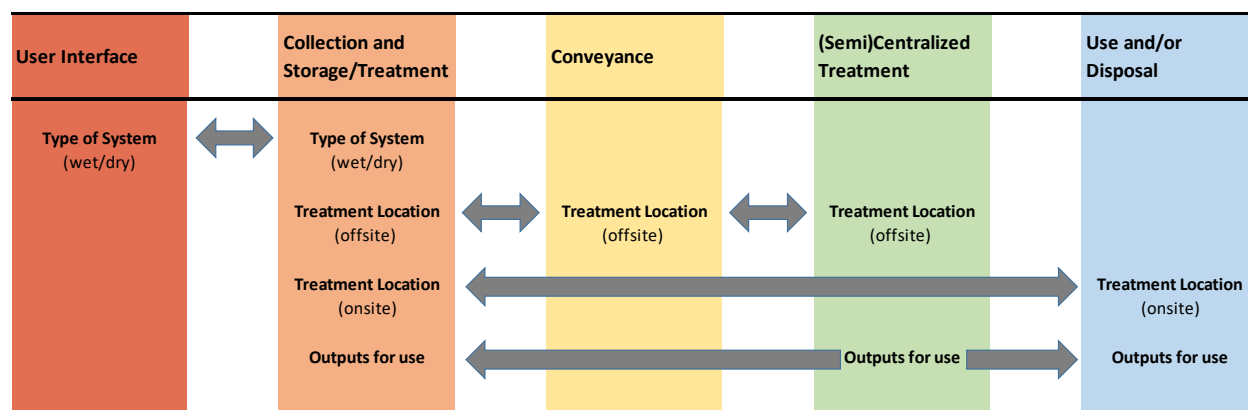 User Interface
Collection and
Storage/Treatment
Conveyance
(Semi)Centralized
Treatment
Use and/or
Disposal
Type of System
(wet/dry)
Type of System
(wet/dry)
Treatment Location
(offsite)
Treatment Location
(offsite)
Treatment Location
(offsite)
Treatment Location
(onsite)
Treatment Location
(onsite)
Outputs for use
Outputs for use
Outputs for use